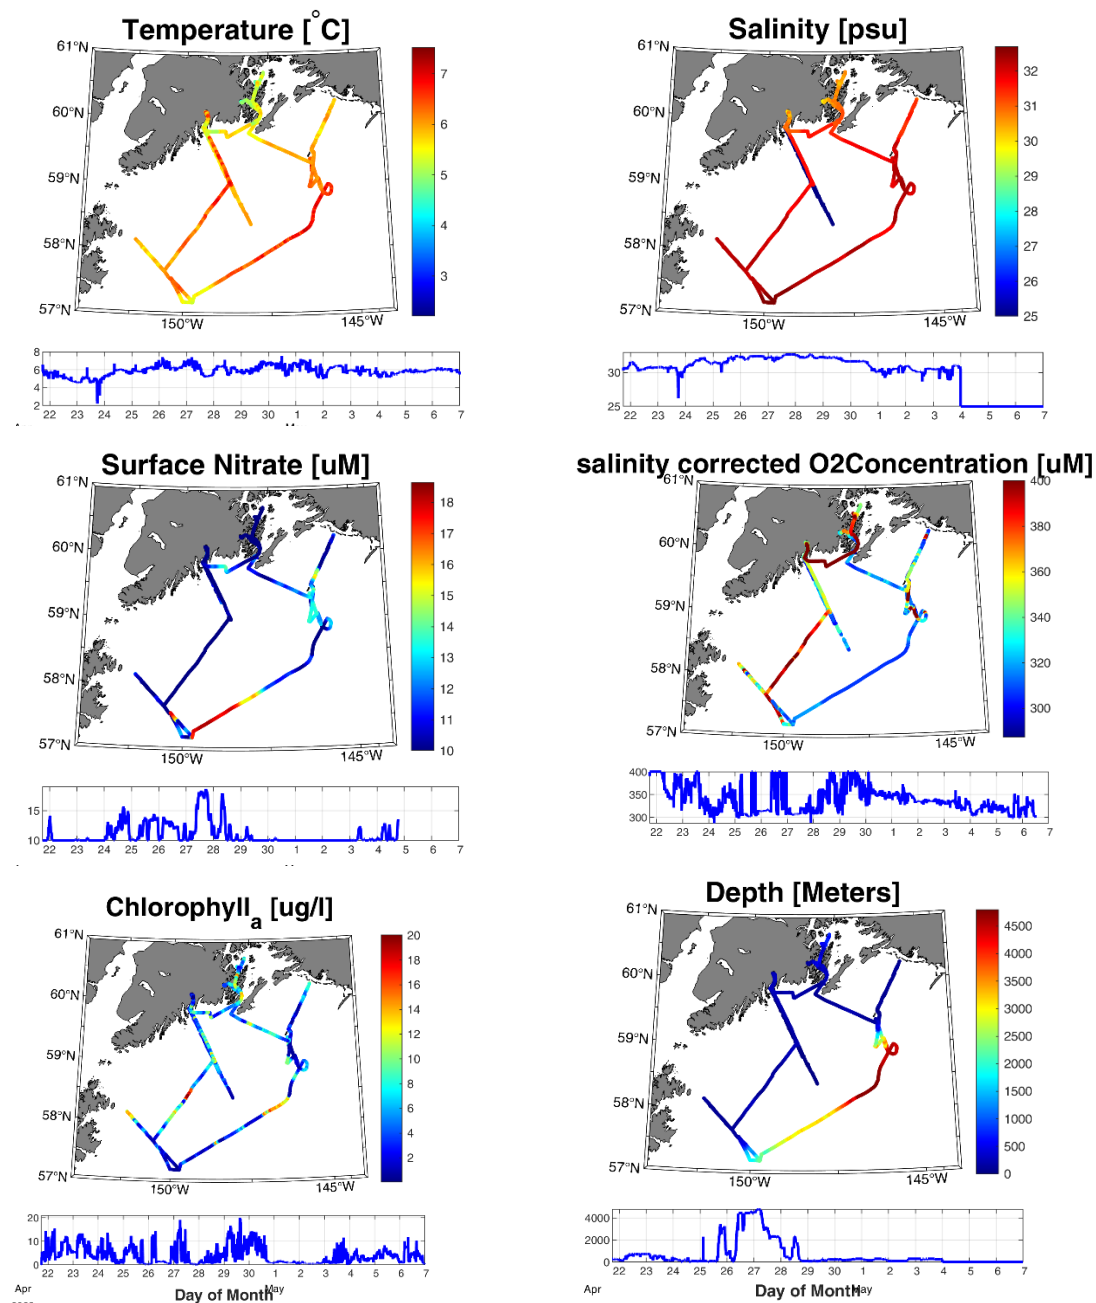 Temperature [°C]
61°N
60°N
59°N
58°N
57°N
150°W
145°W
7
6
5
4
3
8
6
4
2
22 23 24 25 26 27 28 29 30 1 2 3 4 5 6 7
Salinity [psu]
61°N
60°N
59°N
58°N
57°N
150°W
145°W
32
31
30
29
28
27
26
25
30
25
22 23 24 25 26 27 28 29 30 1 2 3 4 5 6 7
Surface Nitrate [uM]
61°N
60°N
59°N
58°N
57°N
150°W
145°W
18
17
16
15
14
13
12
11
10
15
10
22 23 24 25 26 27 28 29 30 1 2 3 4 5 6 7
salinity corrected O2Concentration [uM]
61°N
60°N
59°N
58°N
57°N
150°W
145°W
400
380
360
340
320
300
400
350
300
22 23 24 25 26 27 28 29 30 1 2 3 4 5 6 7
Chlorophyll a [ug/l]
61°N
60°N
59°N
58°N
57°N
150°W
145°W
20
18
16
14
12
10
8
6
4
2
20
10
0
22 23 24 25 26 27 28 29 30 1 2 3 4 5 6 7
Apr
May
Day of Month
Depth [Meters]
61°N
60°N
59°N
58°N
57°N
150°W
145°W
4500
4000
3500
3000
2500
2000
1500
1000
500
0
4000
2000
0
22 23 24 25 26 27 28 29 30 1 2 3 4 5 6 7
Apr
May
Day of Month